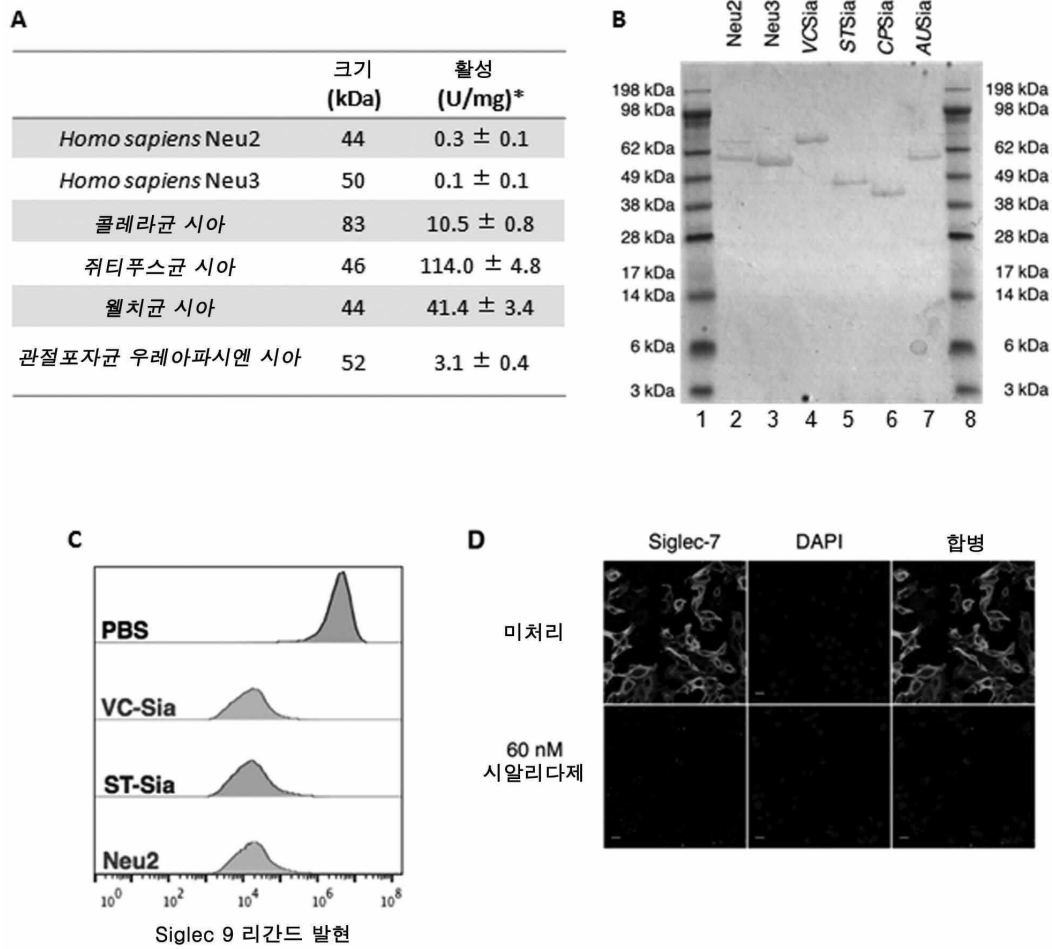 A
크기 활성
(kDa) (U/mg)*
Homo sapiens Neu2 44 0.3 ± 0.1
Homo sapiens Neu3 50 0.1 ± 0.1
콜레라균 시아 83 10.5 ± 0.8
쥐티푸스균 시아 46 114.0 ± 4.8
웰치균 시아 44 41.4 ± 3.4
관절포자균 우레아파시엔 시아 52 3.1 ± 0.4
B
Neu2 Neu3 VCSia STSia CPSia AUSia
198 kDa 198 kDa
98 kDa 98 kDa
62 kDa 62 kDa
49 kDa 49 kDa
38 kDa 38 kDa
28 kDa 28 kDa
17 kDa 17 kDa
14 kDa 14 kDa
6 kDa 6 kDa
3 kDa 3 kDa
1 2 3 4 5 6 7 8
C
PBS
VC-Sia
ST-Sia
Neu2
10⁰ 10² 10⁴ 10⁶ 10⁸
Siglec 9 리간드 발현
D
Siglec-7 DAPI 합병
미처리
60 nM
시알리다제